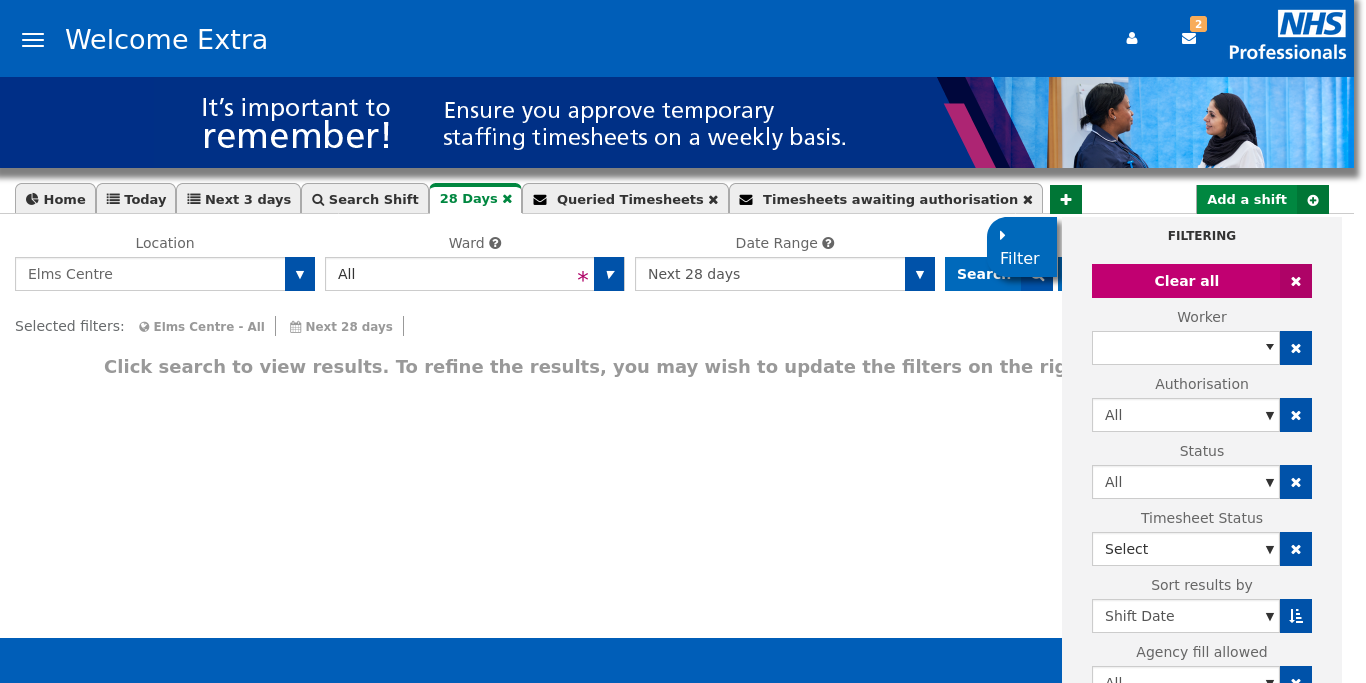 Welcome Extra
2
NHS
Professionals
It's important to
remember!
Ensure you approve temporary
staffing timesheets on a weekly basis.
Home
Today
Next 3 days
Search Shift
28 Days
Queried Timesheets
Timesheets awaiting authorisation
Add a shift
Location
Ward
Date Range
Filter
FILTERING
Elms Centre
All
*
Next 28 days
Search
Clear all
Worker
Selected filters:
Elms Centre - All
Next 28 days
Click search to view results. To refine the results, you may wish to update the filters on the
Authorisation
All
Status
All
Timesheet Status
Select
Sort results by
Shift Date
Agency fill allowed
All